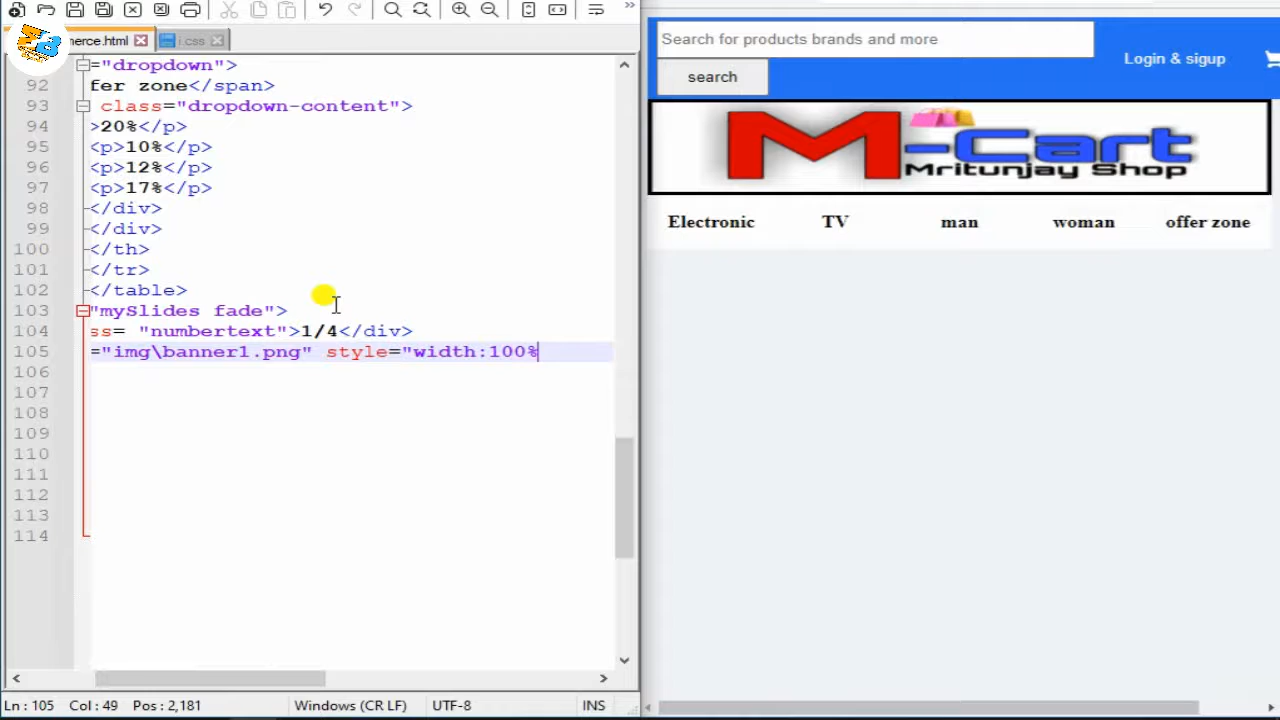 merce.html
i.css
="dropdown">
92 fer zone</span>
93 class="dropdown-content">
94 >20%</p>
95 <p>10%</p>
96 <p>12%</p>
97 <p>17%</p>
98 </div>
99 </div>
100 </th>
101 </tr>
102 </table>
103 "mySlides fade">
104 ss= "numbertext">1/4</div>
105 ="img\banner1.png" style="width:100%
106
107
108
109
110
111
112
113
114
Ln : 105 Col : 49 Pos : 2,181 Windows (CR LF) UTF-8 INS
Search for products brands and more
Login & sigup
search
M-Cart
Mritunjay Shop
Electronic TV man woman offer zone